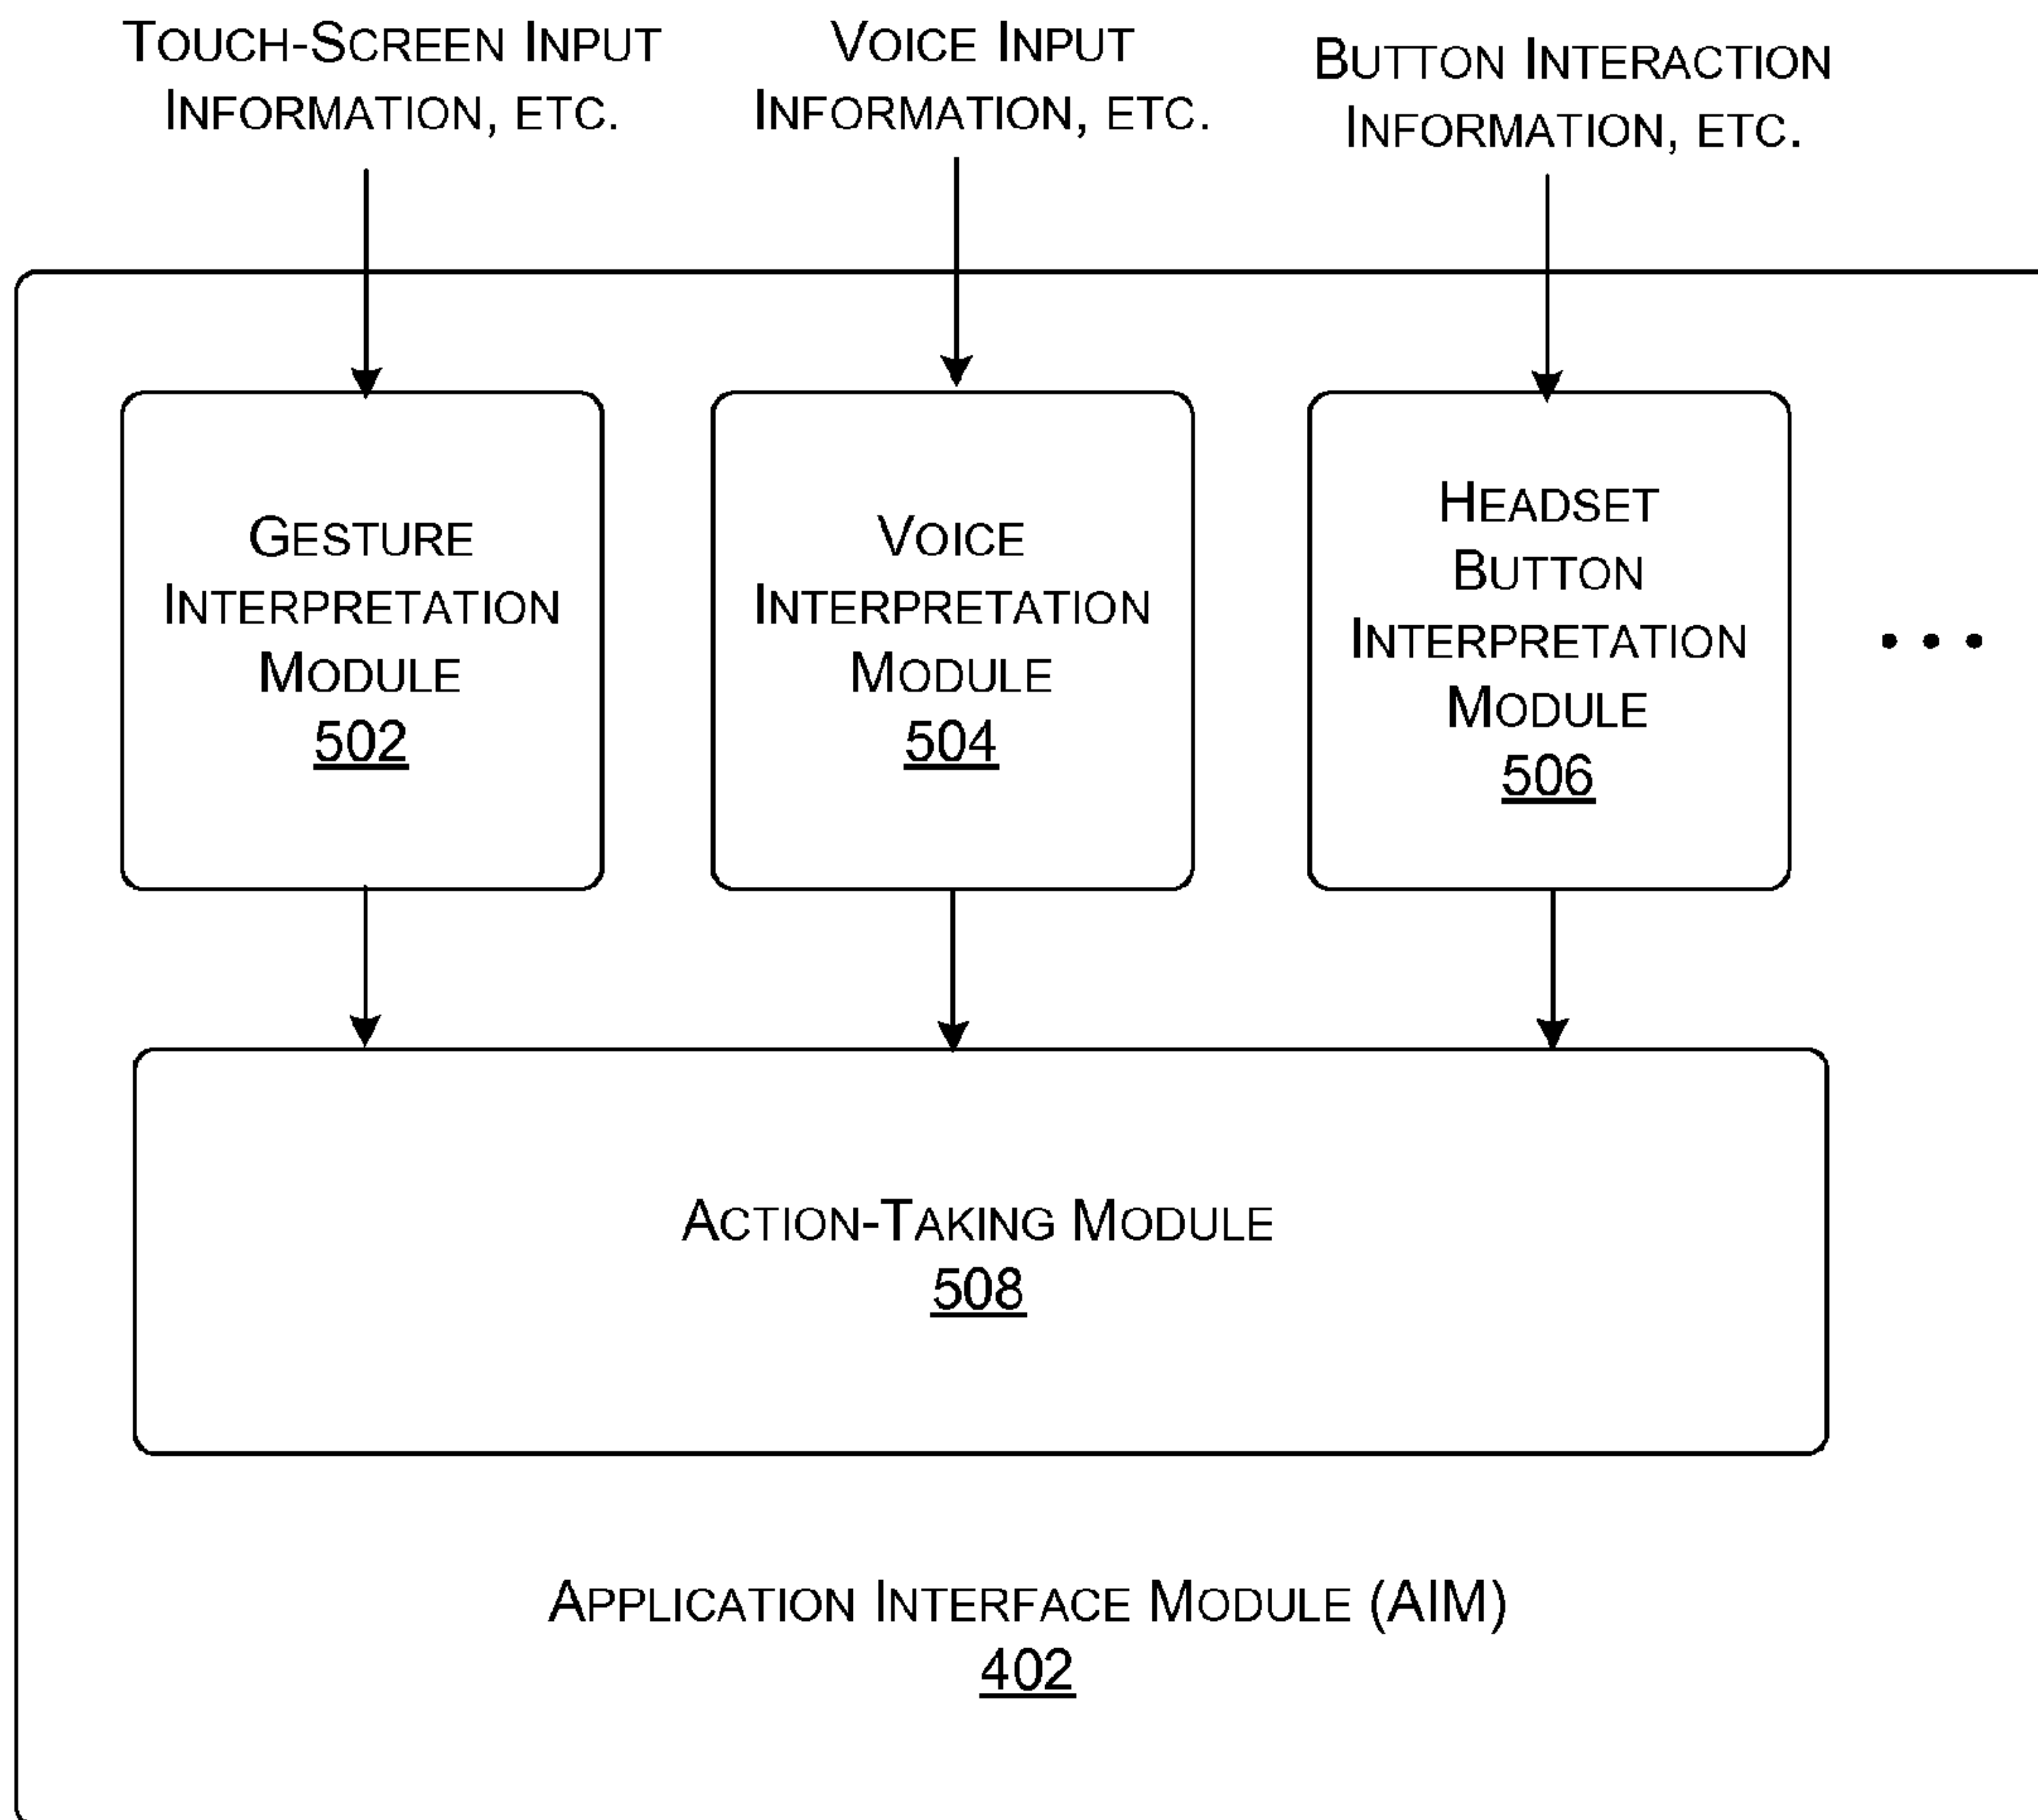 TOUCH-SCREEN INPUT
INFORMATION, ETC.
VOICE INPUT
INFORMATION, ETC.
BUTTON INTERACTION
INFORMATION, ETC.
GESTURE
INTERPRETATION
MODULE
502
VOICE
INTERPRETATION
MODULE
504
HEADSET
BUTTON
INTERPRETATION
MODULE
506
• • •
ACTION-TAKING MODULE
508
APPLICATION INTERFACE MODULE (AIM)
402